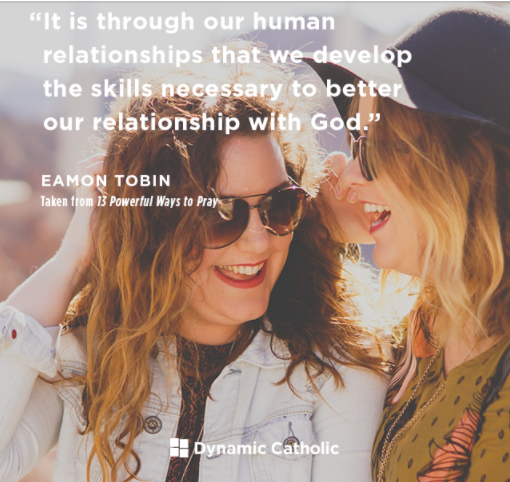 “It is through our human
relationships that we develop
the skills necessary to better
our relationship with God.”
EAMON TOBIN
Taken from 13 Powerful Ways to Pray
Dynamic Catholic